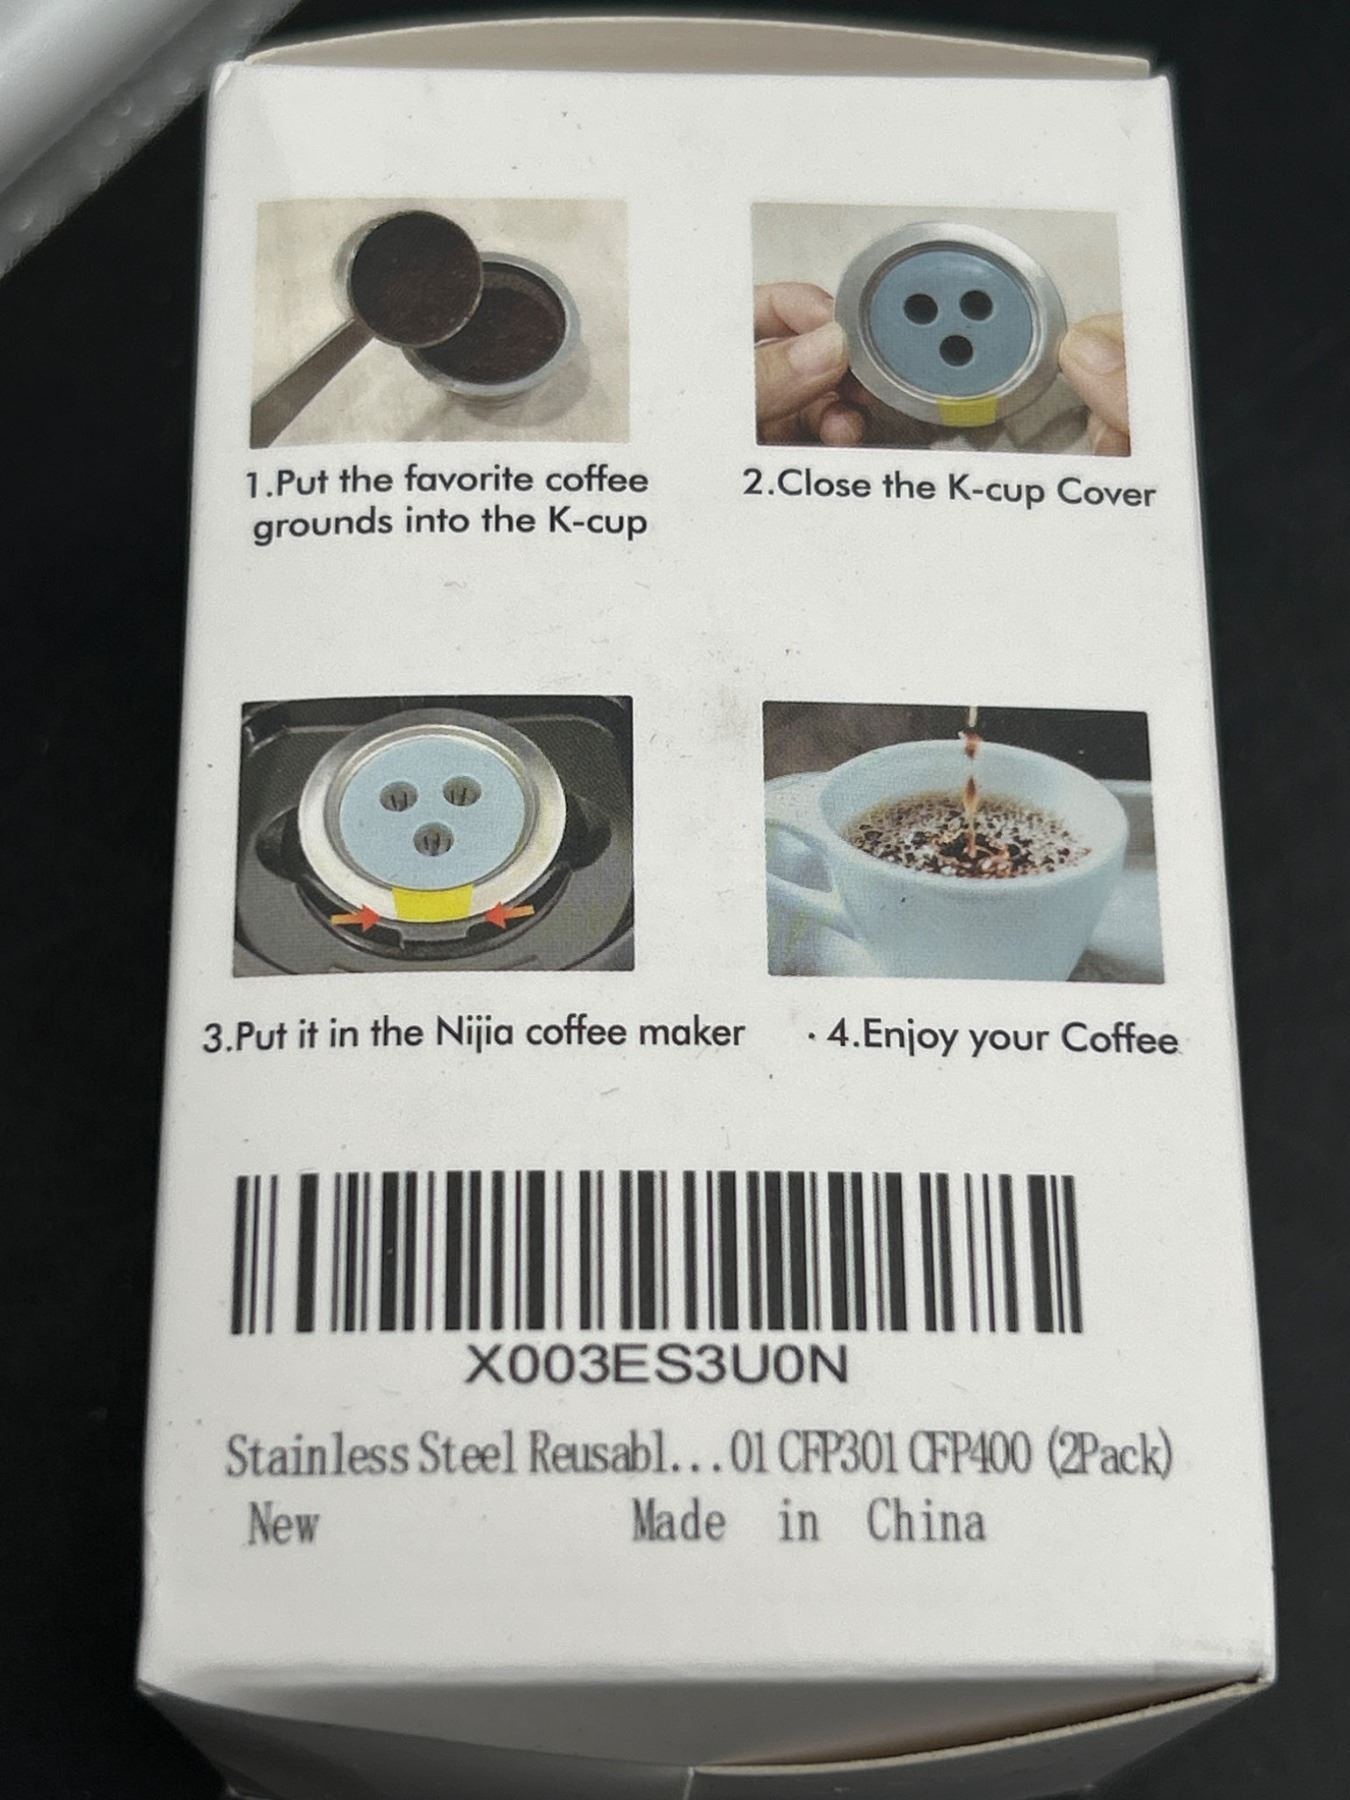 1.Put the favorite coffee
grounds into the K-cup
2.Close the K-cup Cover
3.Put it in the Nijia coffee maker
· 4.Enjoy your Coffee
X003ES3U0N
Stainless Steel Reusabl...01 CFP301 CFP400 (2Pack)
New Made in China